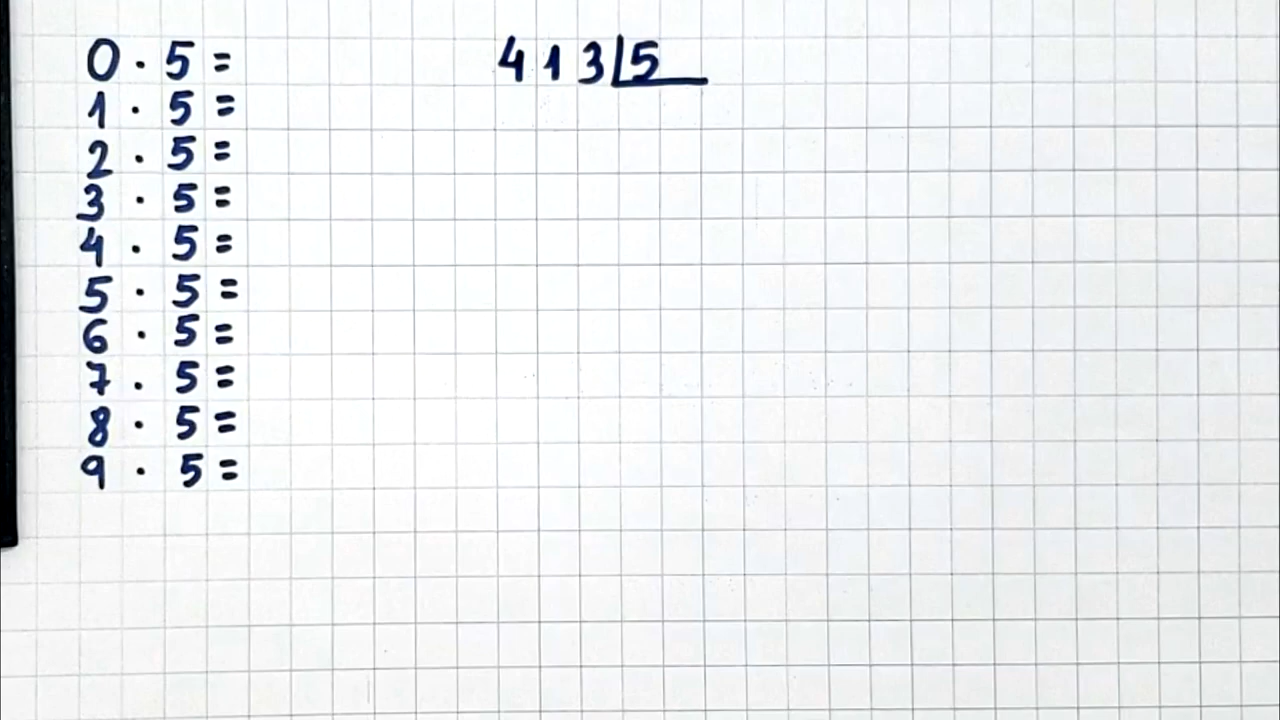 0 · 5 =
1 · 5 =
2 · 5 =
3 · 5 =
4 · 5 =
5 · 5 =
6 · 5 =
7 · 5 =
8 · 5 =
9 · 5 =
413|5